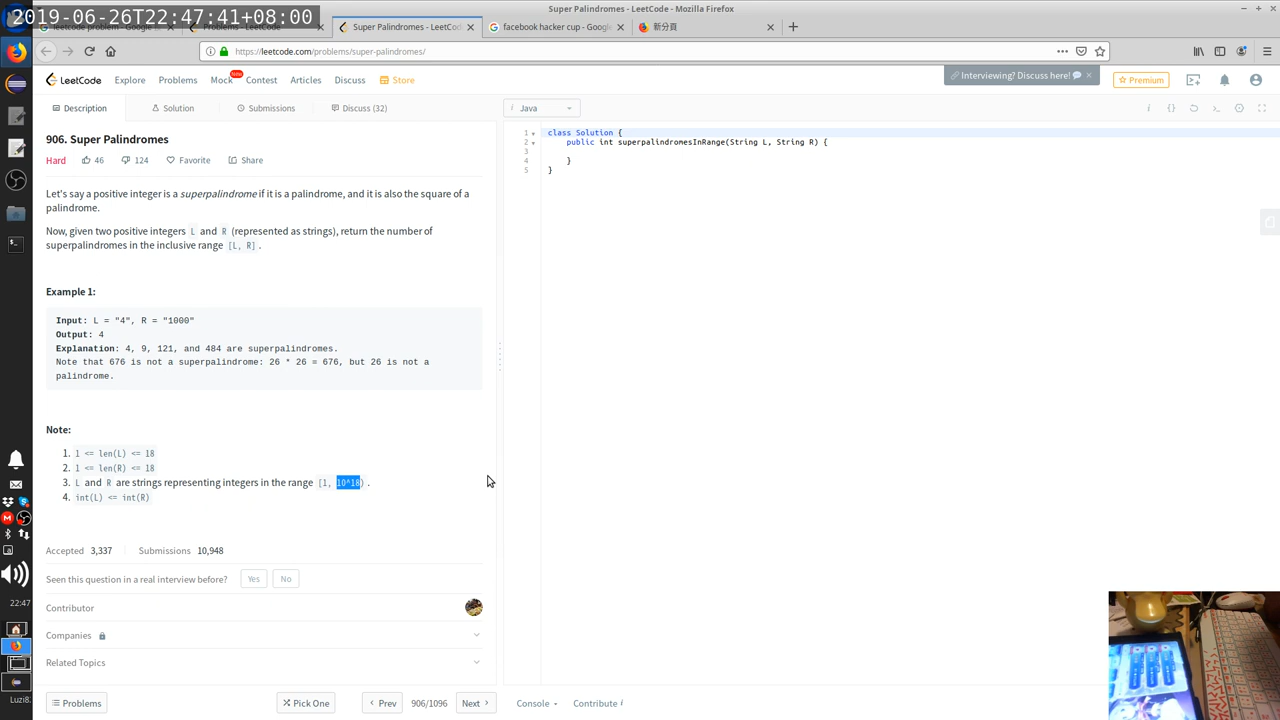 2019-06-26T22:47:41+08:00
Super Palindromes - LeetCode - Mozilla Firefox
Super Palindromes - LeetCod
facebook hacker cup - Google
新分頁
https://leetcode.com/problems/super-palindromes/
LeetCode
Explore
Problems
Mock
New
Contest
Articles
Discuss
Store
Interviewing? Discuss here!
Premium
Description
Solution
Submissions
Discuss (32)
Java
906. Super Palindromes
Hard
46
124
Favorite
Share
Let's say a positive integer is a superpalindrome if it is a palindrome, and it is also the square of a
palindrome.
Now, given two positive integers L and R (represented as strings), return the number of
superpalindromes in the inclusive range [L, R].
Example 1:
Input: L = "4", R = "1000"
Output: 4
Explanation: 4, 9, 121, and 484 are superpalindromes.
Note that 676 is not a superpalindrome: 26 * 26 = 676, but 26 is not a
palindrome.
Note:
1. 1 <= len(L) <= 18
2. 1 <= len(R) <= 18
3. L and R are strings representing integers in the range [1, 10^18).
4. int(L) <= int(R)
Accepted 3,337
Submissions 10,948
Seen this question in a real interview before?
Yes
No
Contributor
Companies
Related Topics
Problems
Pick One
Prev
906/1096
Next
1 class Solution {
2 public int superpalindromesInRange(String L, String R) {
3
4 }
5 }
Console
Contribute
22:47